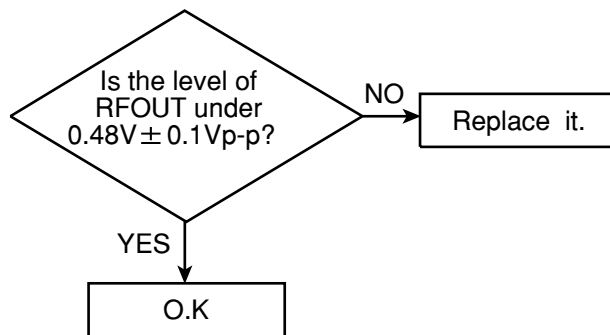 Is the level of
RFOUT under
0.48V ± 0.1Vp-p?
NO
Replace it.
YES
O.K